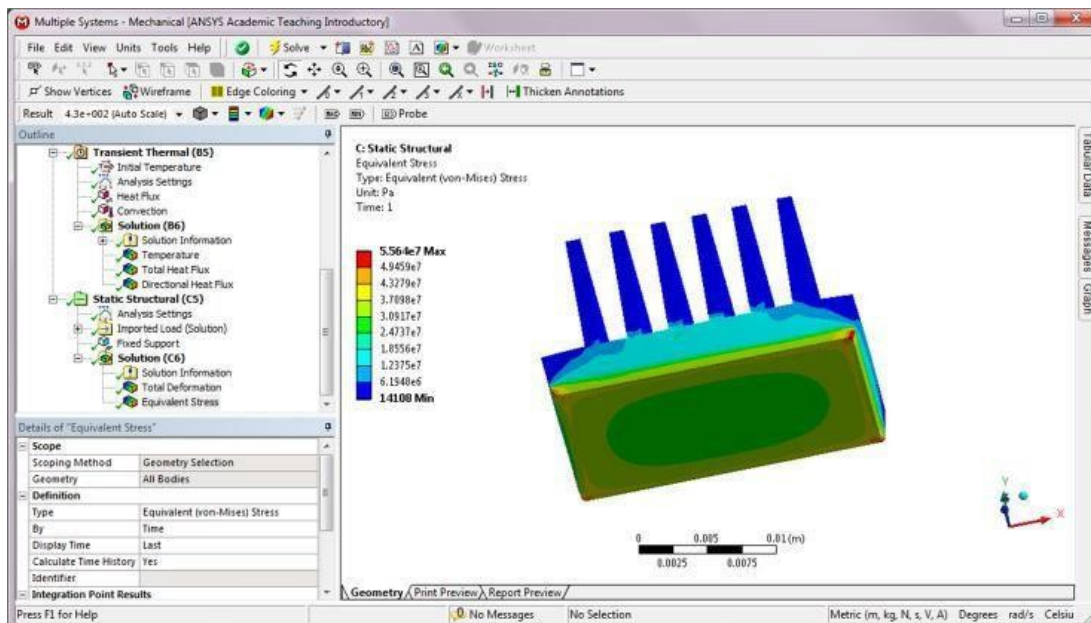 Multiple Systems - Mechanical [ANSYS Academic Teaching Introductory]
File Edit View Units Tools Help Solve Worksheet
Show Vertices Wireframe Edge Coloring Thicken Annotations
Result 4.3e+002 (Auto Scale) Probe
Outline
Transient Thermal (B5)
Initial Temperature
Analysis Settings
Heat Flux
Convection
Solution (B6)
Solution Information
Temperature
Total Heat Flux
Directional Heat Flux
Static Structural (C5)
Analysis Settings
Imported Load (Solution)
Fixed Support
Solution (C6)
Solution Information
Total Deformation
Equivalent Stress
Details of "Equivalent Stress"
Scope
Scoping Method Geometry Selection
Geometry All Bodies
Definition
Type Equivalent (von-Mises) Stress
By Time
Display Time Last
Calculate Time History Yes
Identifier
Integration Point Results
C: Static Structural
Equivalent Stress
Type: Equivalent (von-Mises) Stress
Unit: Pa
Time: 1
5.564e7 Max
4.9459e7
4.3279e7
3.7098e7
3.0917e7
2.4737e7
1.8556e7
1.2375e7
6.1948e6
14108 Min
Y
X
0 0.005 0.01 (m)
0.0025 0.0075
Geometry Print Preview Report Preview
Tabular Data
Messages
Graph
Press F1 for Help 0 No Messages No Selection Metric (m, kg, N, s, V, A) Degrees rad/s Celsiu